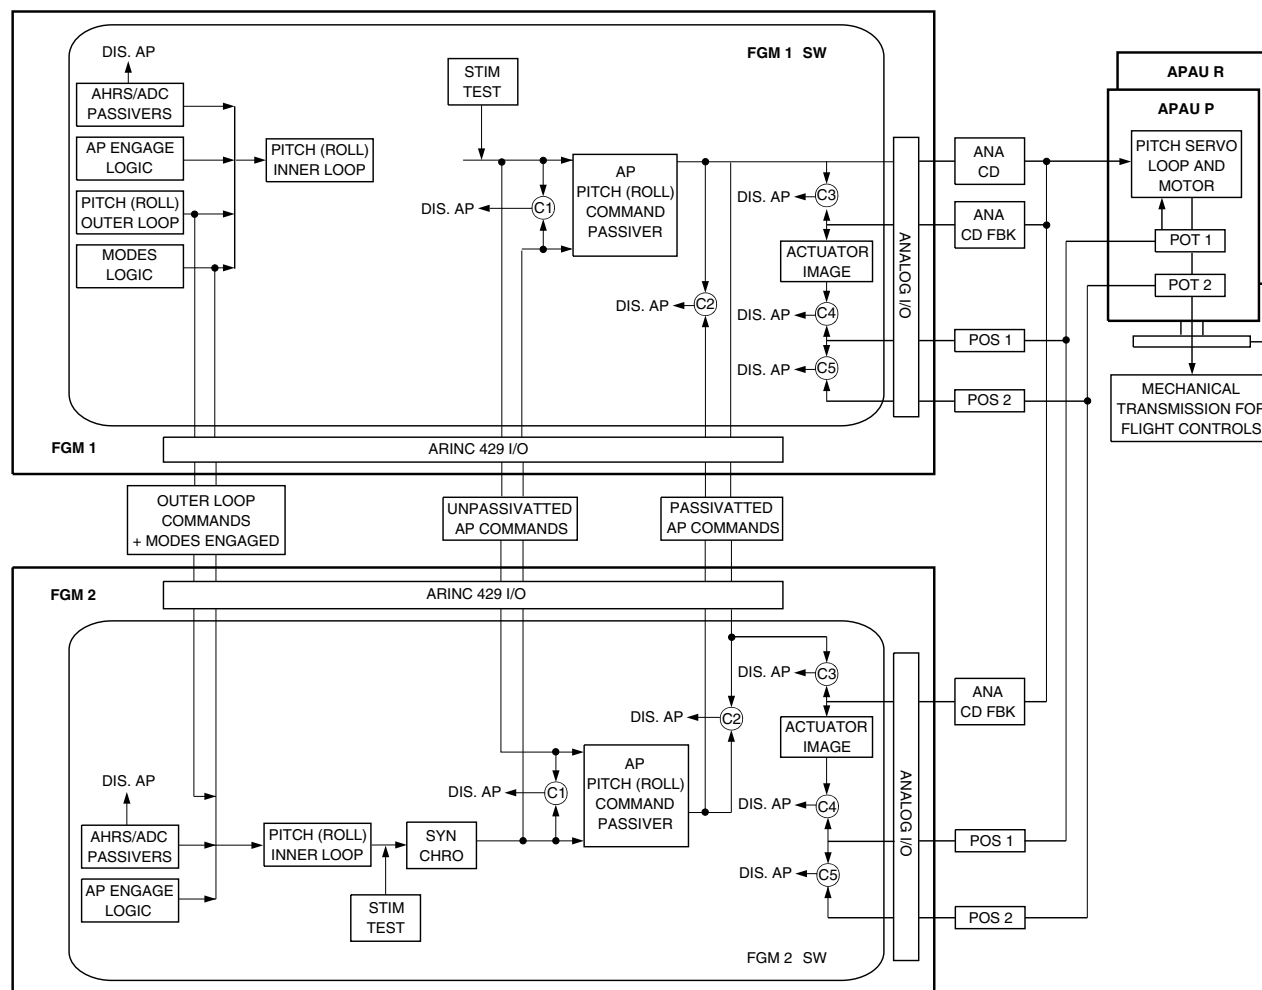 FGM 1 SW
DIS. AP
AHRS/ADC
PASSIVERS
AP ENGAGE
LOGIC
PITCH (ROLL)
OUTER LOOP
MODES
LOGIC
PITCH (ROLL)
INNER LOOP
STIM
TEST
DIS. AP
C1
AP
PITCH (ROLL)
COMMAND
PASSIVER
DIS. AP
C2
DIS. AP
C3
ACTUATOR
IMAGE
DIS. AP
C4
DIS. AP
C5
ANALOG I/O
ANA
CD
ANA
CD FBK
POS 1
POS 2
APAU R
APAU P
PITCH SERVO
LOOP AND
MOTOR
POT 1
POT 2
MECHANICAL
TRANSMISSION FOR
FLIGHT CONTROLS
FGM 1
ARINC 429 I/O
OUTER LOOP
COMMANDS
+ MODES ENGAGED
UNPASSIVATTED
AP COMMANDS
PASSIVATTED
AP COMMANDS
FGM 2
ARINC 429 I/O
DIS. AP
AHRS/ADC
PASSIVERS
AP ENGAGE
LOGIC
PITCH (ROLL)
INNER LOOP
SYN
CHRO
STIM
TEST
DIS. AP
C1
AP
PITCH (ROLL)
COMMAND
PASSIVER
DIS. AP
C2
DIS. AP
C3
ACTUATOR
IMAGE
DIS. AP
C4
DIS. AP
C5
ANALOG I/O
ANA
CD FBK
POS 1
POS 2
FGM 2 SW